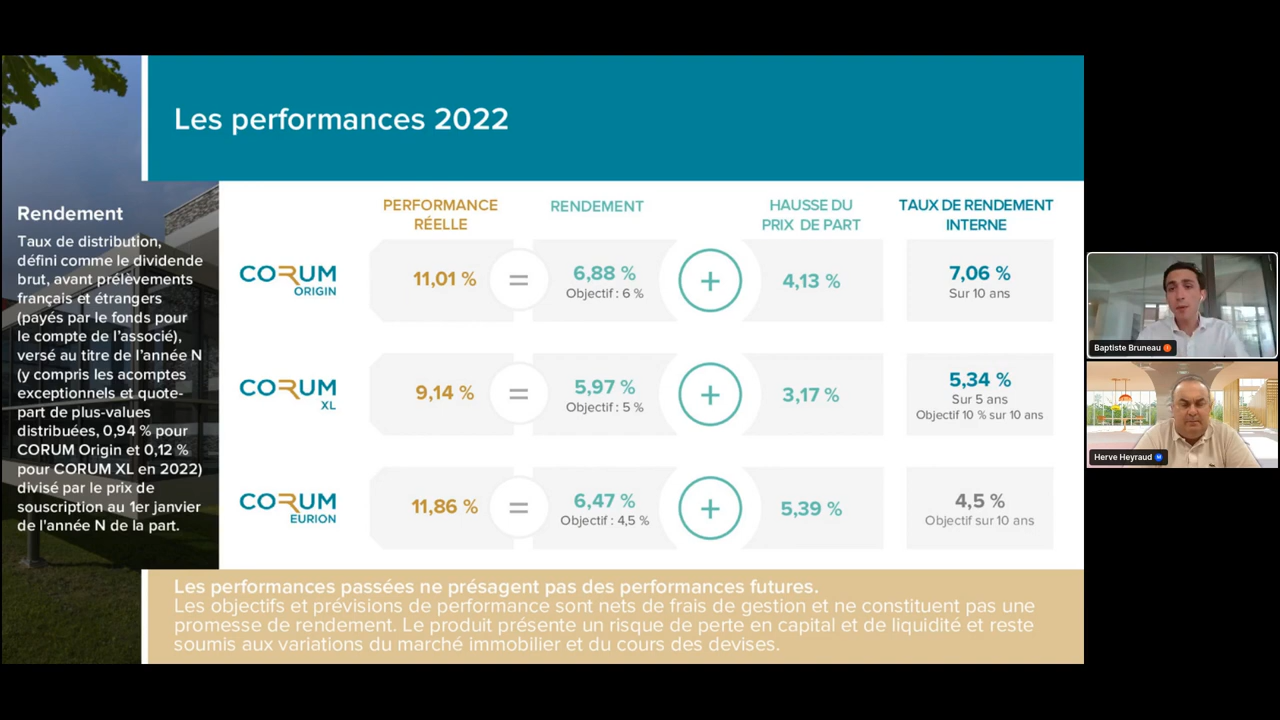 Les performances 2022
Rendement
Taux de distribution,
défini comme le dividende
brut, avant prélèvements
français et étrangers
(payés par le fonds pour
le compte de l'associé),
versé au titre de l'année N
(y compris les acomptes
exceptionnels et quote-
part de plus-values
distribuées, 0,94 % pour
CORUM Origin et 0,12 %
pour CORUM XL en 2022)
divisé par le prix de
souscription au 1er janvier
de l'année N de la part.
PERFORMANCE
RÉELLE
RENDEMENT
HAUSSE DU
PRIX DE PART
TAUX DE RENDEMENT
INTERNE
CORUM
ORIGIN
11,01 %
=
6,88 %
Objectif : 6 %
+
4,13 %
7,06 %
Sur 10 ans
CORUM
XL
9,14 %
=
5,97 %
Objectif : 5 %
+
3,17 %
5,34 %
Sur 5 ans
Objectif 10 % sur 10 ans
CORUM
EURION
11,86 %
=
6,47 %
Objectif : 4,5 %
+
5,39 %
4,5 %
Objectif sur 10 ans
Les performances passées ne présagent pas des performances futures.
Les objectifs et prévisions de performance sont nets de frais de gestion et ne constituent pas une
promesse de rendement. Le produit présente un risque de perte en capital et de liquidité et reste
soumis aux variations du marché immobilier et du cours des devises.
Baptiste Bruneau
Herve Heyraud